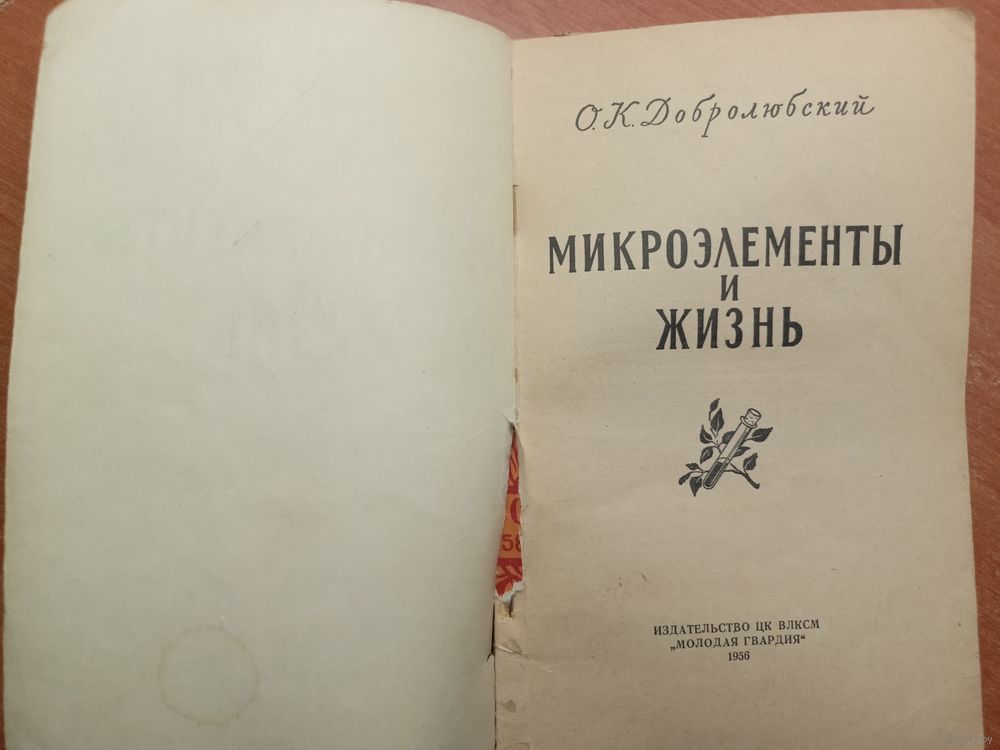 О. К. Добролюбский
МИКРОЭЛЕМЕНТЫ
И
ЖИЗНЬ
ИЗДАТЕЛЬСТВО ЦК ВЛКСМ
„МОЛОДАЯ ГВАРДИЯ“
1956